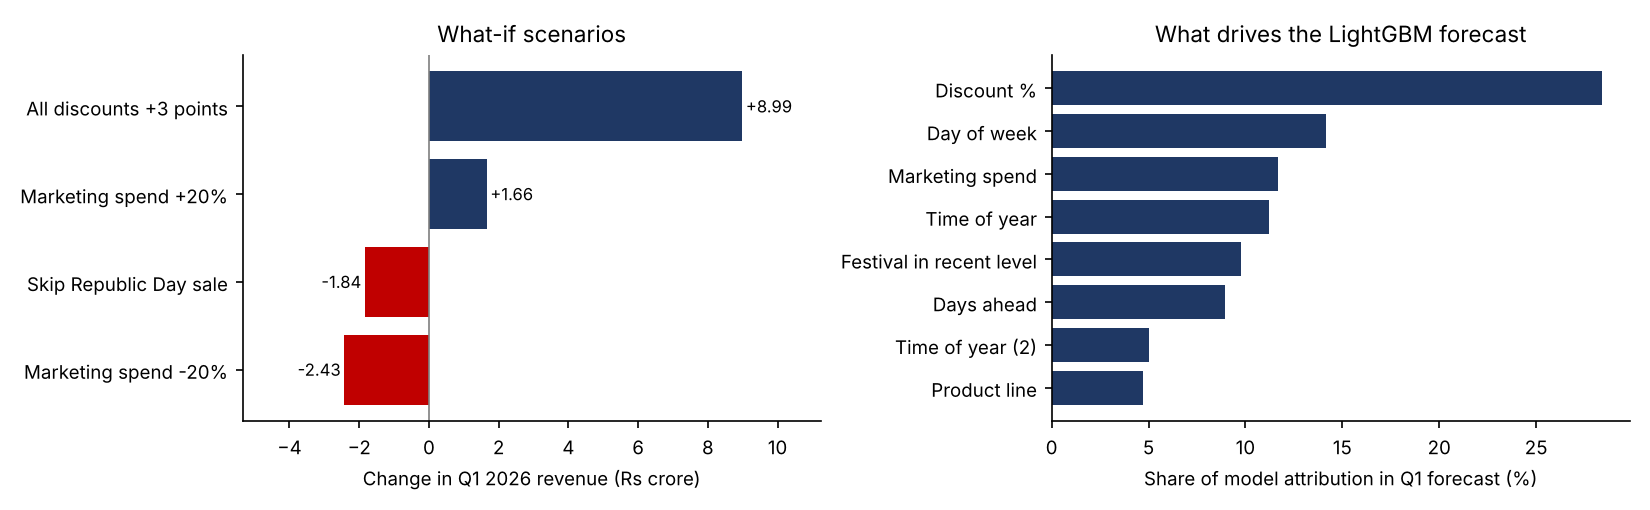 What-if scenarios
All discounts +3 points
+8.99
Marketing spend +20%
+1.66
Skip Republic Day sale
-1.84
Marketing spend -20%
-2.43
−4 −2 0 2 4 6 8 10
Change in Q1 2026 revenue (Rs crore)
What drives the LightGBM forecast
Discount %
Day of week
Marketing spend
Time of year
Festival in recent level
Days ahead
Time of year (2)
Product line
0 5 10 15 20 25
Share of model attribution in Q1 forecast (%)